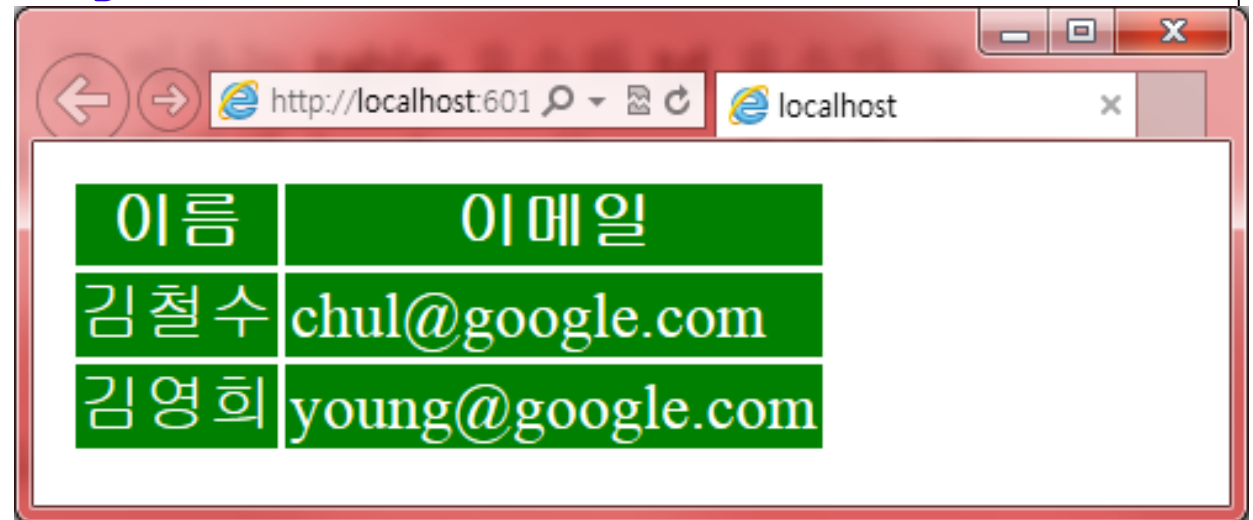 http://localhost:601
localhost
이름 이메일
김철수 chul@google.com
김영희 young@google.com